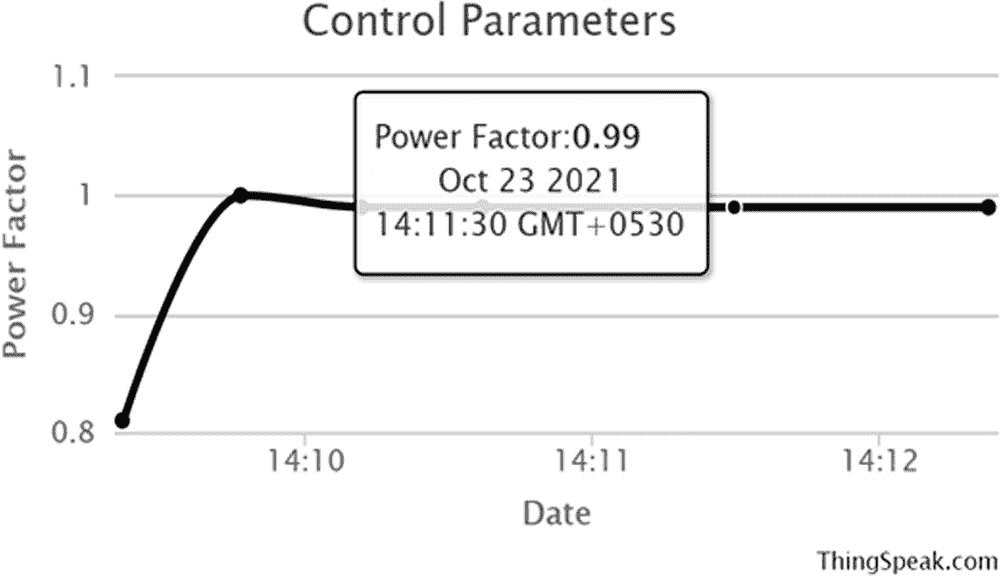 Control Parameters
1.1
1
0.9
0.8
Power Factor
Power Factor:0.99
Oct 23 2021
14:11:30 GMT+0530
14:10
14:11
14:12
Date
ThingSpeak.com